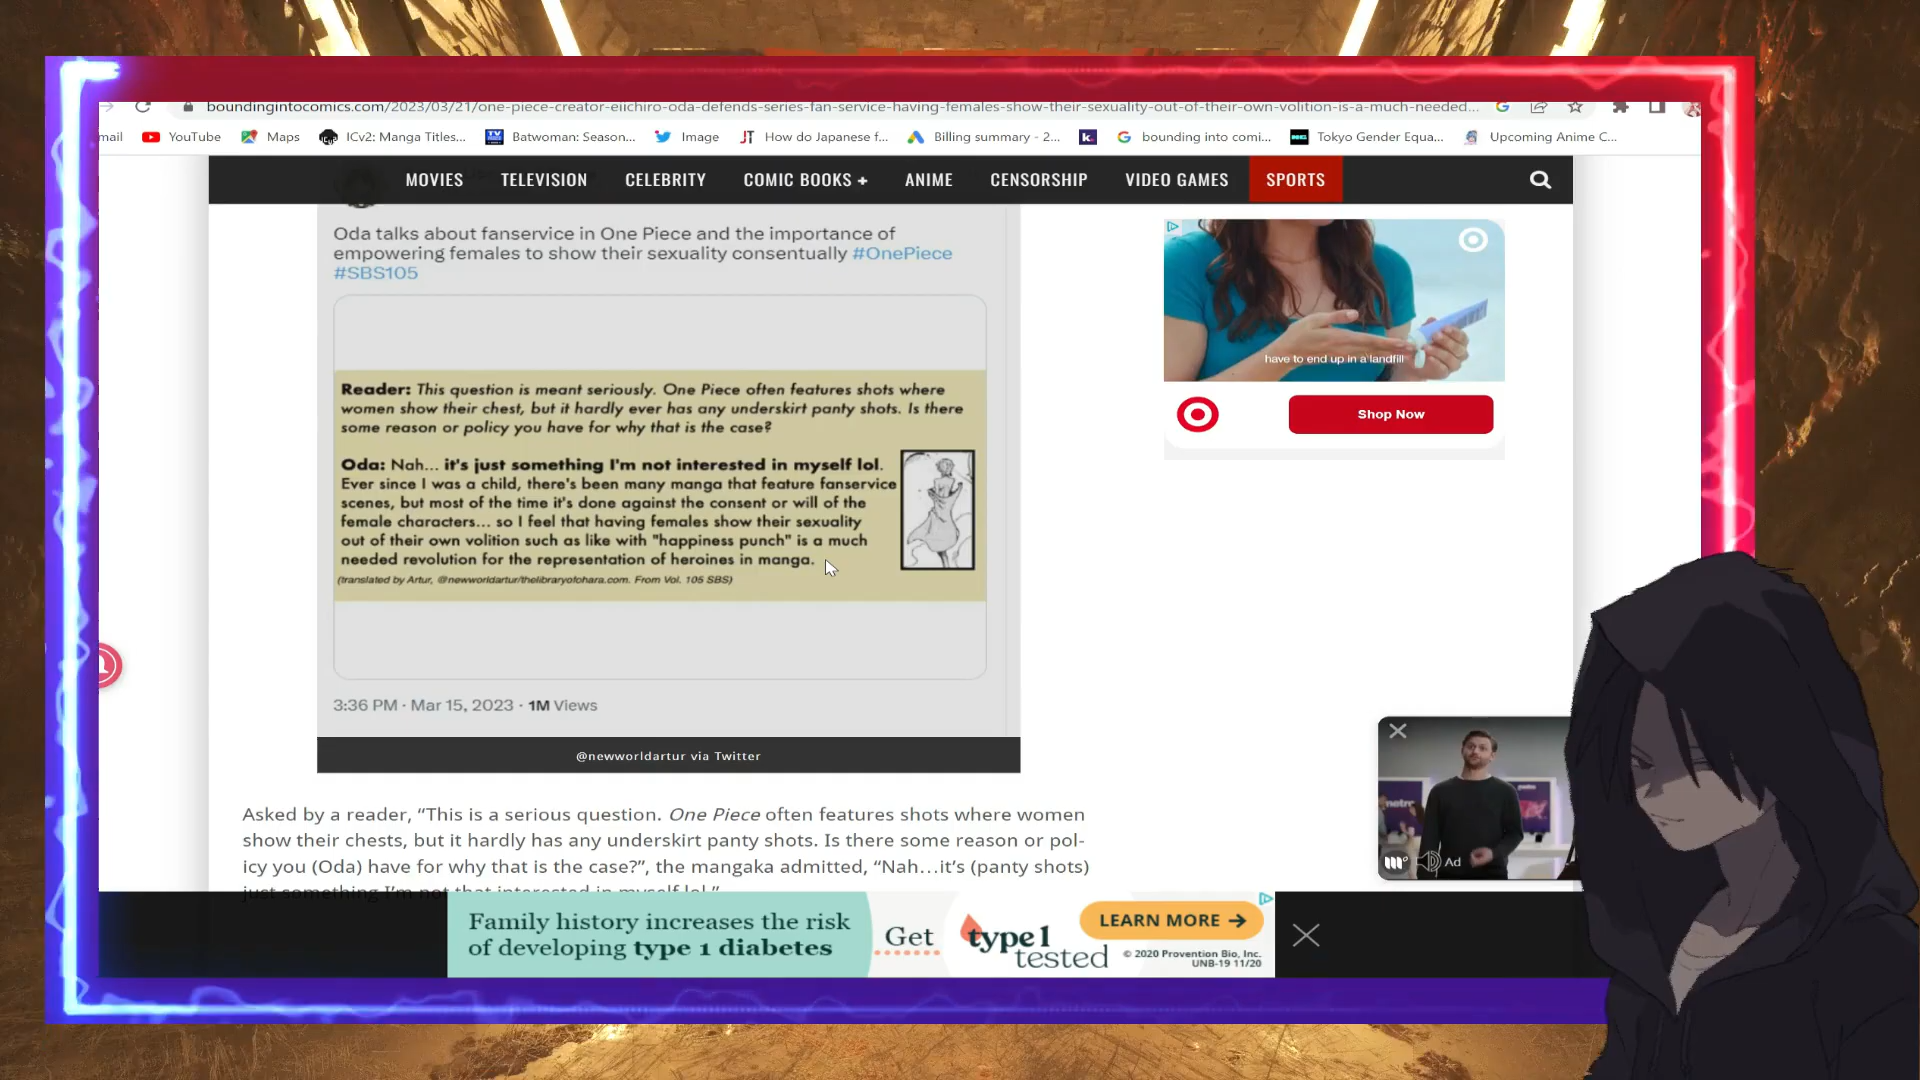 boundingintocomics.com/2023/03/21/one-piece-creator-eiichiro-oda-defends-series-fan-service-having-females-show-their-sexuality-out-of-their-own-volition-is-a-much-needed...
mail YouTube Maps ICv2: Manga Titles... Batwoman: Season... Image How do Japanese f... Billing summary - 2... k. bounding into comi... Tokyo Gender Equa... Upcoming Anime C...
MOVIES TELEVISION CELEBRITY COMIC BOOKS + ANIME CENSORSHIP VIDEO GAMES SPORTS
Oda talks about fanservice in One Piece and the importance of
empowering females to show their sexuality consentually #OnePiece
#SBS105
Reader: This question is meant seriously. One Piece often features shots where
women show their chest, but it hardly ever has any underskirt panty shots. Is there
some reason or policy you have for why that is the case?
Oda: Nah... it's just something I'm not interested in myself lol.
Ever since I was a child, there's been many manga that feature fanservice
scenes, but most of the time it's done against the consent or will of the
female characters... so I feel that having females show their sexuality
out of their own volition such as like with "happiness punch" is a much
needed revolution for the representation of heroines in manga.
(translated by Artur, @newworldartur/thelibraryofohara.com. From Vol. 105 SBS)
3:36 PM · Mar 15, 2023 · 1M Views
@newworldartur via Twitter
Asked by a reader, “This is a serious question. One Piece often features shots where women
show their chests, but it hardly has any underskirt panty shots. Is there some reason or pol-
icy you (Oda) have for why that is the case?”, the mangaka admitted, “Nah…it’s (panty shots)
just something I’m not that interested in myself lol.”
have to end up in a landfill
Shop Now
metro
Ad
Family history increases the risk
of developing type 1 diabetes
Get
type1
tested
LEARN MORE →
© 2020 Provention Bio, Inc.
UNB-19 11/20